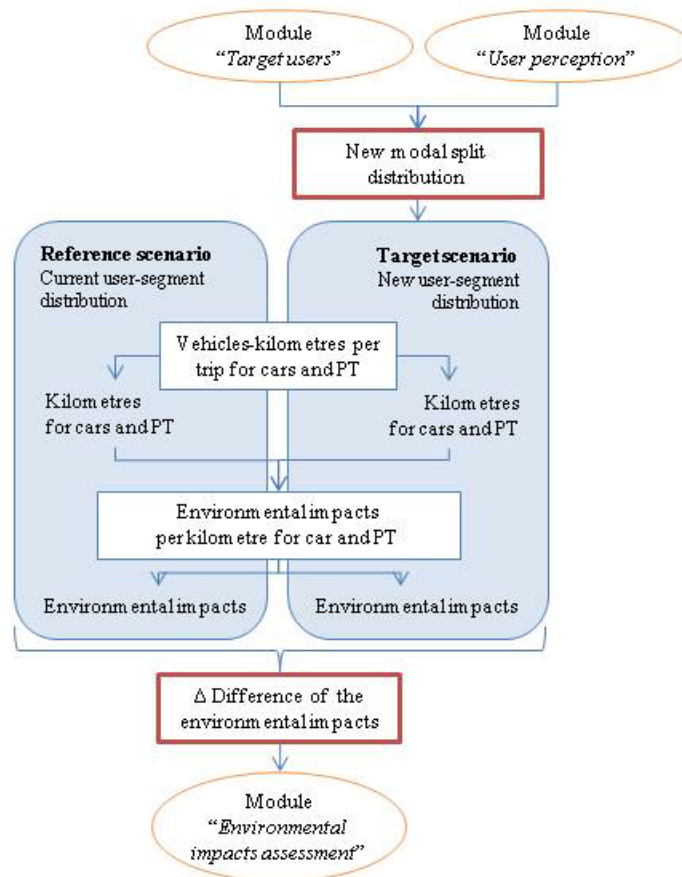 Module
“Target users”
Module
“User perception”
New modal split
distribution
Reference scenario
Current user-segment
distribution
Target scenario
New user-segment
distribution
Vehicles-kilometres per
trip for cars and PT
Kilometres
for cars and PT
Kilometres
for cars and PT
Environmental impacts
per kilometre for car and PT
Environmental impacts
Environmental impacts
Δ Difference of the
environmental impacts
Module
“Environmental
impacts assessment”